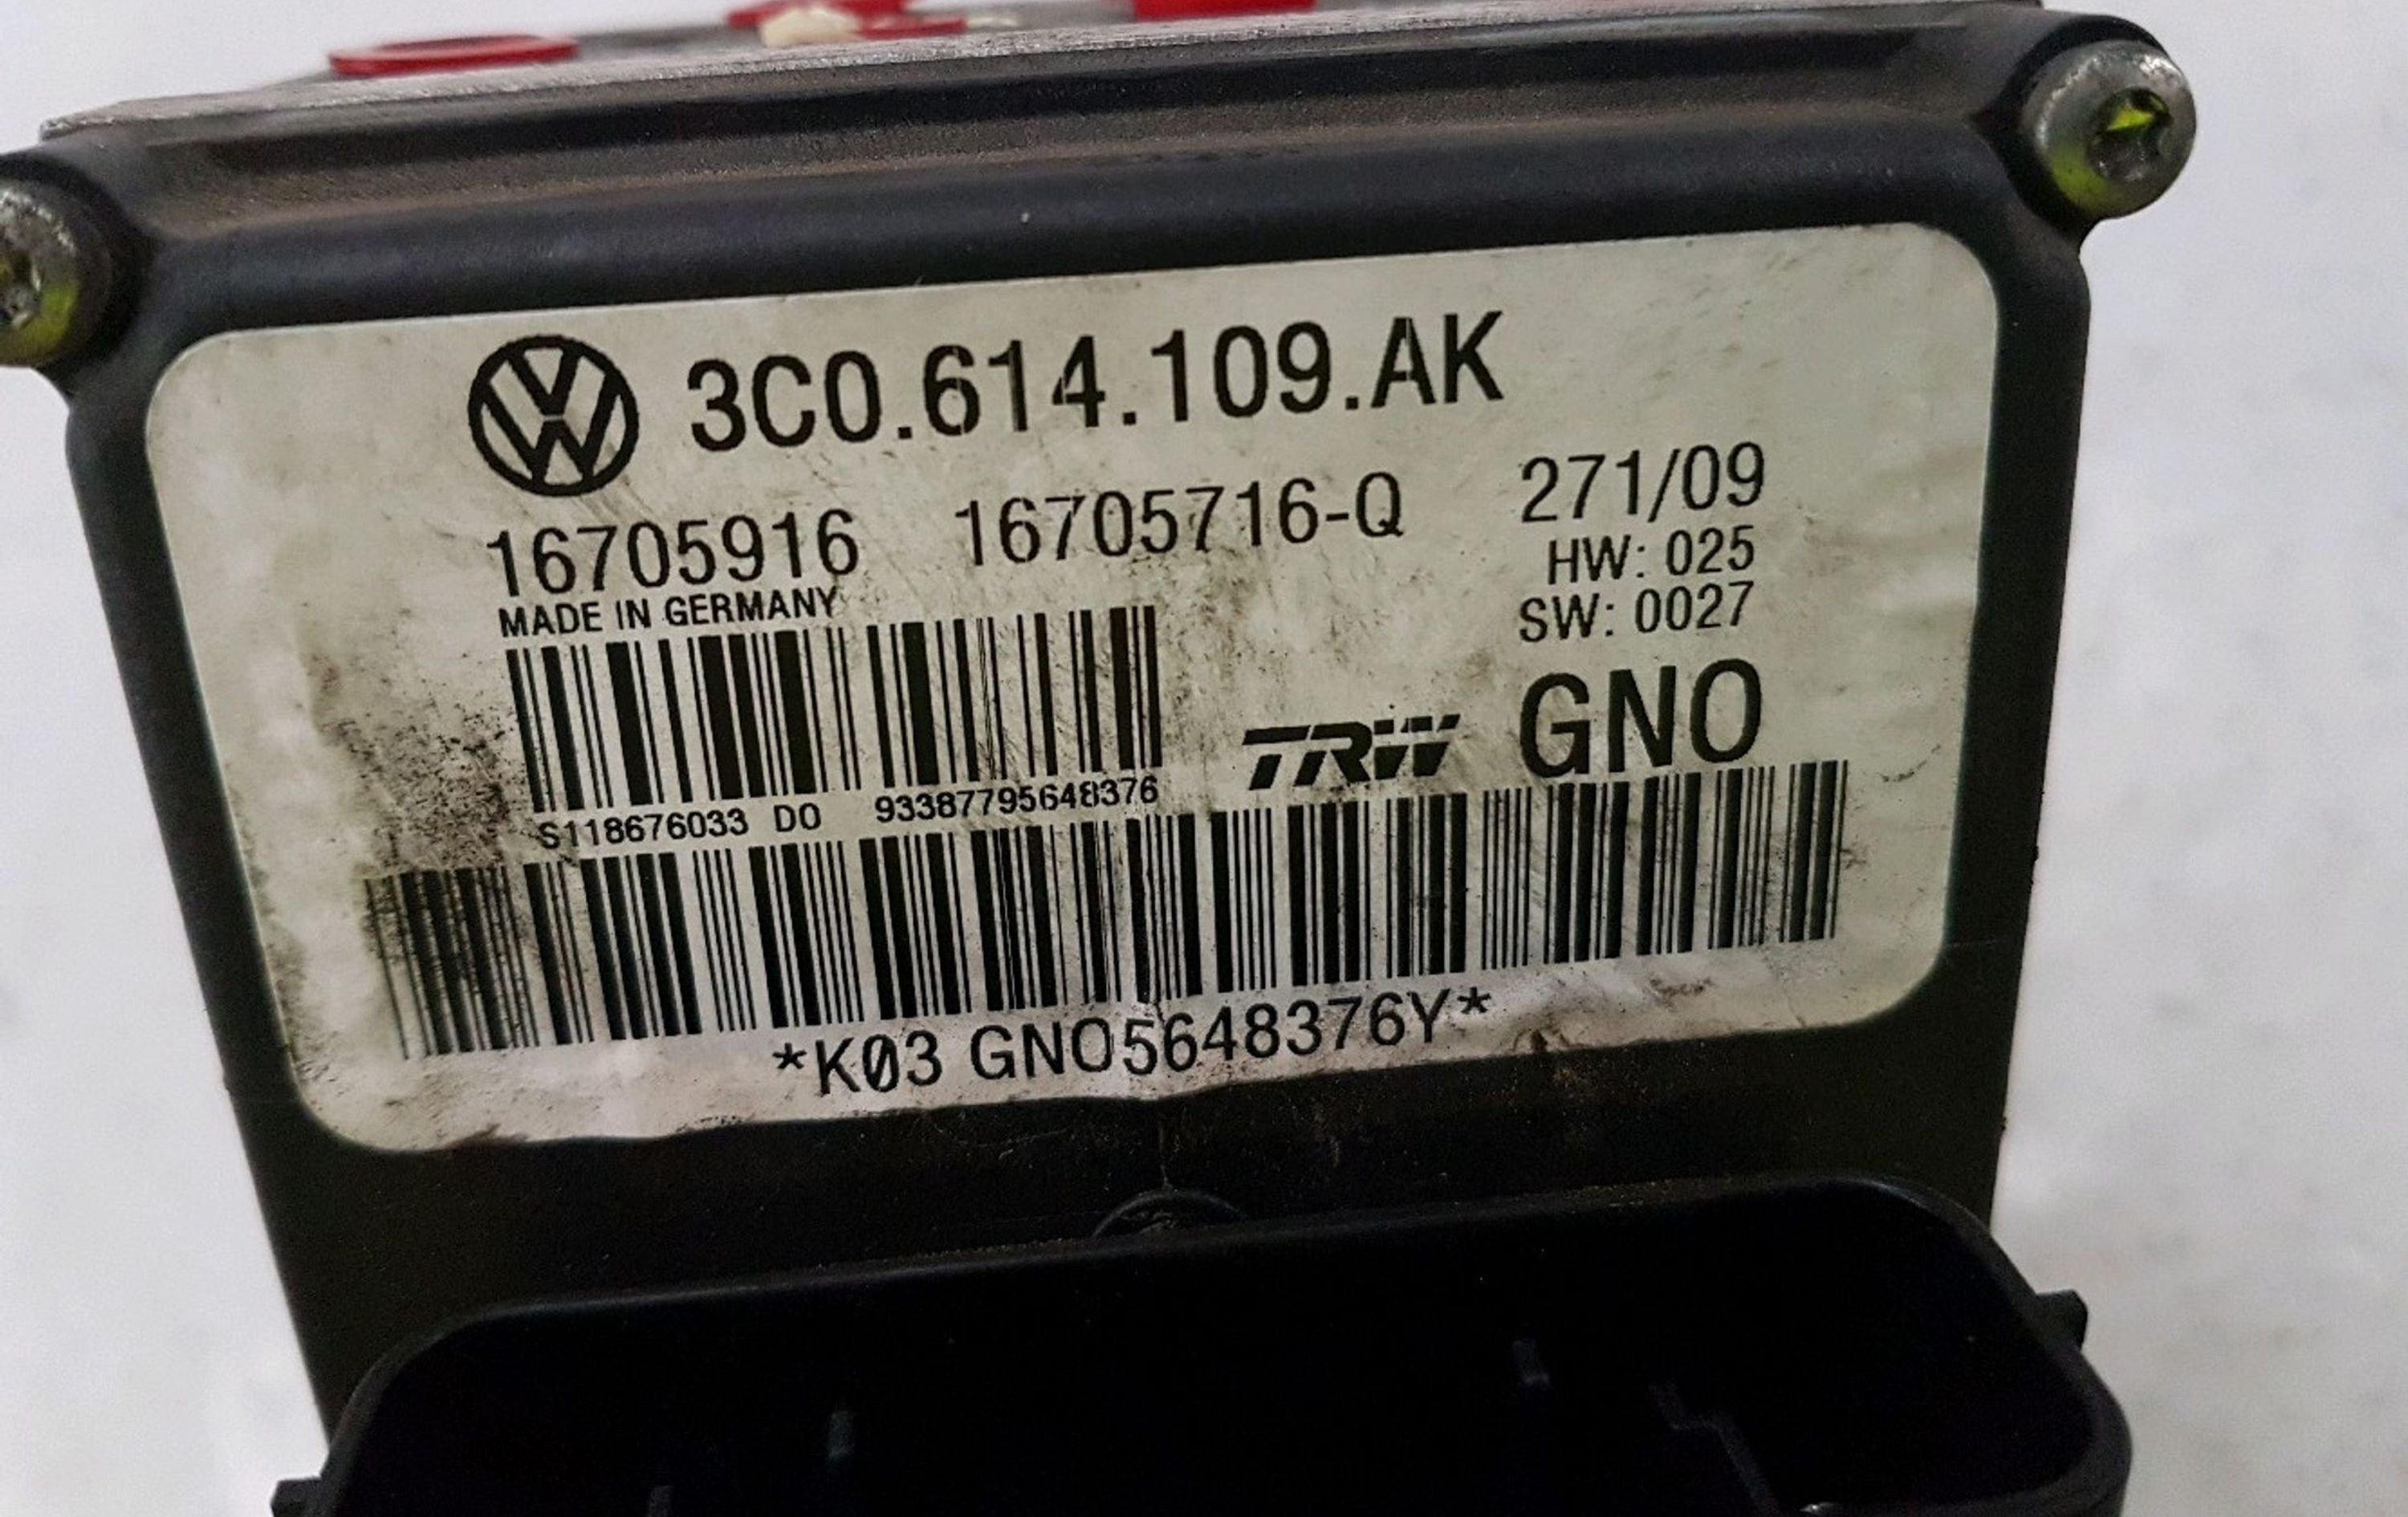 3C0.614.109.AK
16705916 16705716-Q 271/09
MADE IN GERMANY
HW: 025
SW: 0027
TRW GNO
S118676033 DO 93387795648376
*K03 GNO5648376Y*